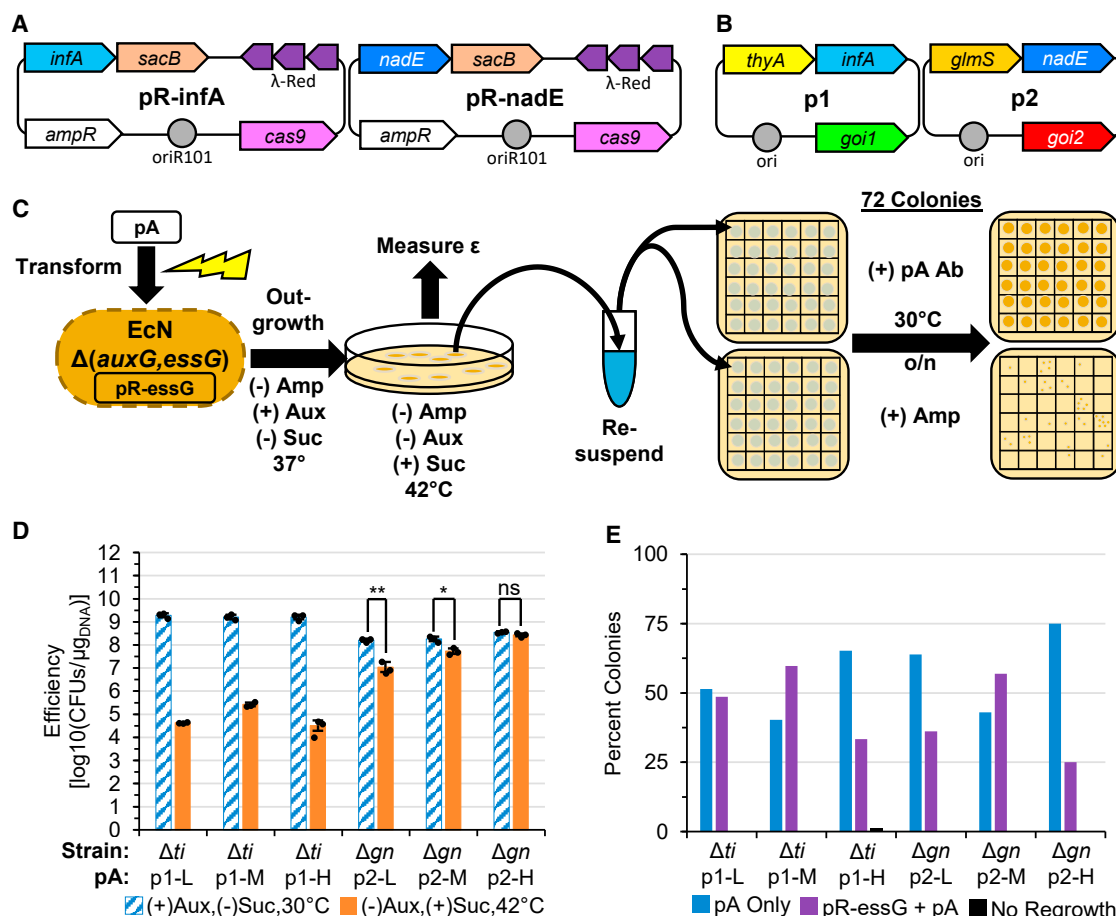 A
infA sacB
λ-Red
pR-infA
ampR
oriR101
cas9
nadE sacB
λ-Red
pR-nadE
ampR
oriR101
cas9
B
thyA infA
p1
ori
goi1
glmS nadE
p2
ori
goi2
C
pA
Transform
EcN
Δ(auxG,essG)
pR-essG
Out-
growth
(-) Amp
(+) Aux
(-) Suc
37°
Measure ε
(-) Amp
(-) Aux
(+) Suc
42°C
Re-
suspend
72 Colonies
(+) pA Ab
30°C
o/n
(+) Amp
D
Efficiency
[log10(CFUs/μgDNA)]
12
11
10
9
8
7
6
5
4
3
2
1
0
** * ns
Strain: Δti Δti Δti Δgn Δgn Δgn
pA: p1-L p1-M p1-H p2-L p2-M p2-H
(+)Aux,(-)Suc,30°C (-)Aux,(+)Suc,42°C
E
Percent Colonies
100
75
50
25
0
Δti Δti Δti Δgn Δgn Δgn
p1-L p1-M p1-H p2-L p2-M p2-H
pA Only pR-essG + pA No Regrowth